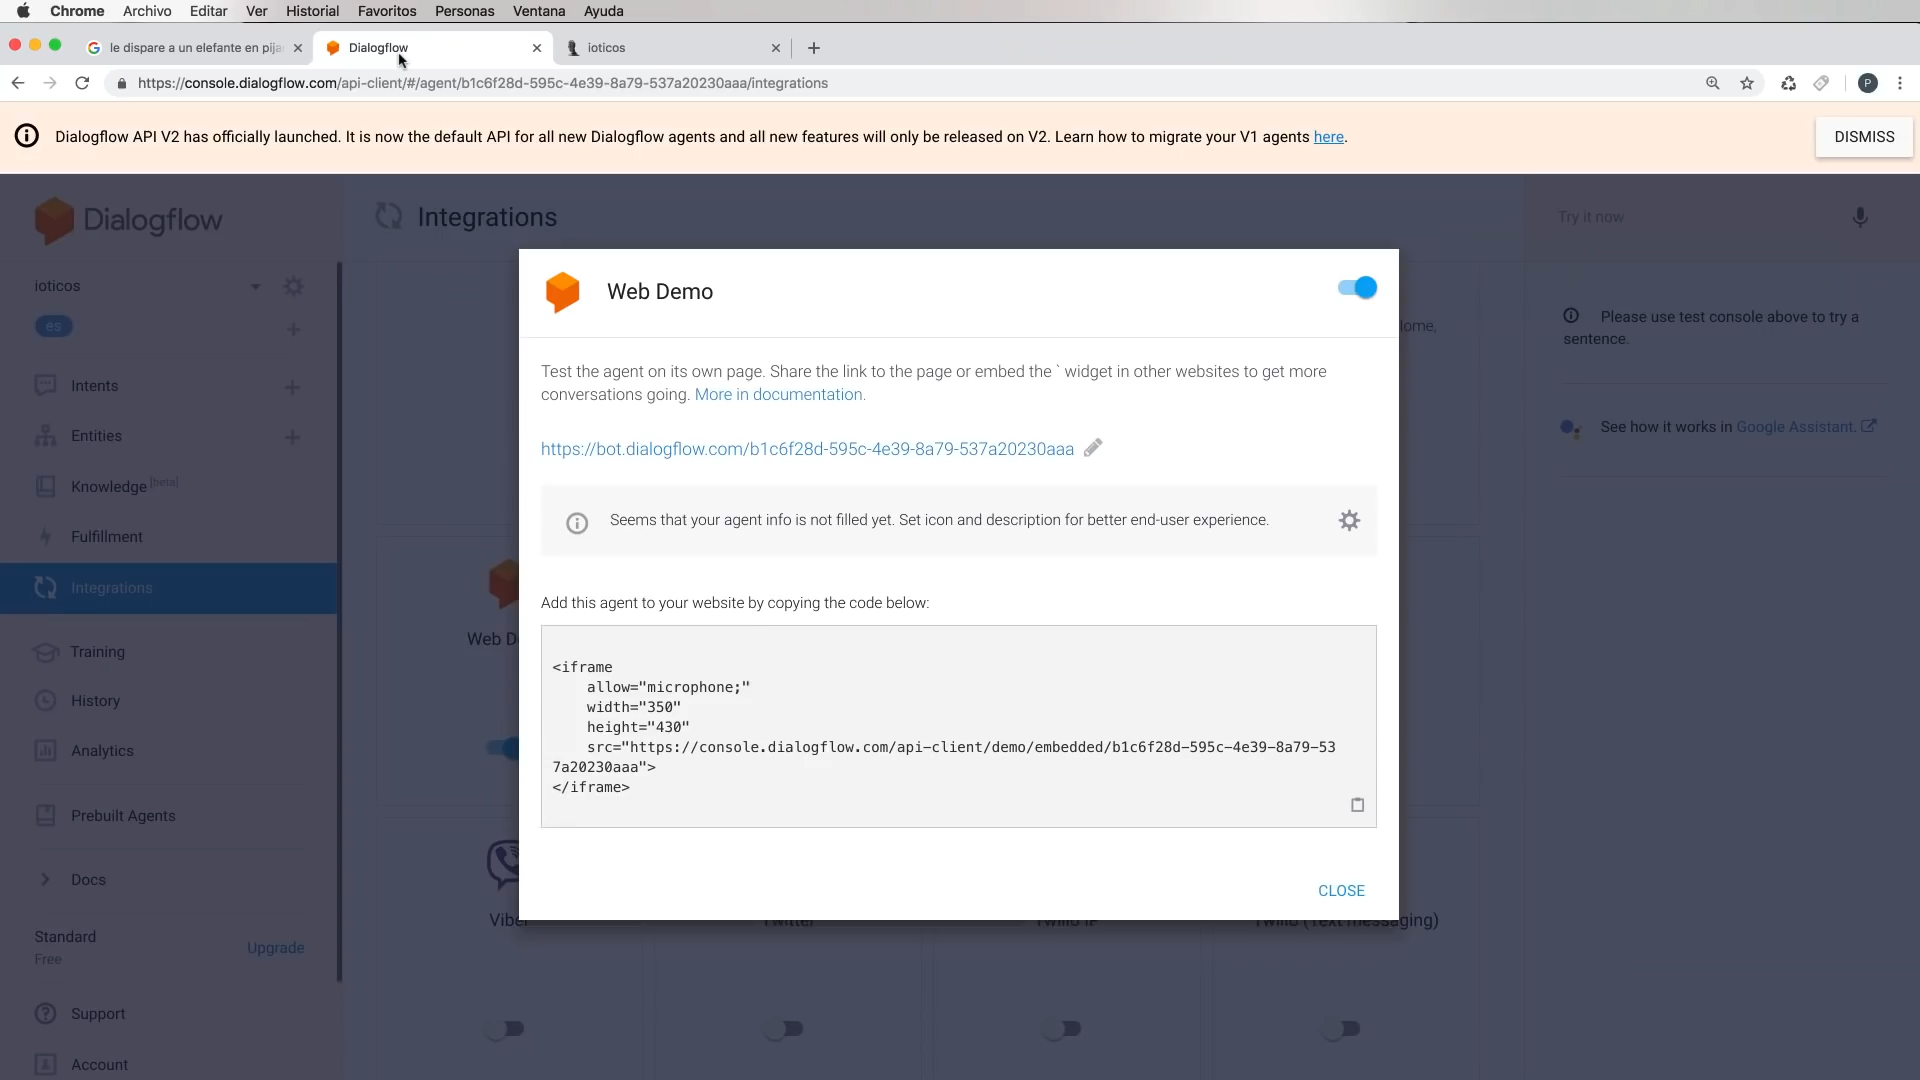 Chrome Archivo Editar Ver Historial Favoritos Personas Ventana Ayuda
le dispare a un elefante en pija
Dialogflow
ioticos
https://console.dialogflow.com/api-client/#/agent/b1c6f28d-595c-4e39-8a79-537a20230aaa/integrations
P
Dialogflow API V2 has officially launched. It is now the default API for all new Dialogflow agents and all new features will only be released on V2. Learn how to migrate your V1 agents here.
DISMISS
Dialogflow
Integrations
Try it now
ioticos
es
Intents
Entities
Knowledge [beta]
Fulfillment
Integrations
Training
History
Analytics
Prebuilt Agents
Docs
Standard
Free
Upgrade
Support
Account
Web Demo
Test the agent on its own page. Share the link to the page or embed the ` widget in other websites to get more
conversations going. More in documentation.
https://bot.dialogflow.com/b1c6f28d-595c-4e39-8a79-537a20230aaa
Seems that your agent info is not filled yet. Set icon and description for better end-user experience.
Add this agent to your website by copying the code below:
<iframe
allow="microphone;"
width="350"
height="430"
src="https://console.dialogflow.com/api-client/demo/embedded/b1c6f28d-595c-4e39-8a79-53
7a20230aaa">
</iframe>
CLOSE
Web D
Viber
Twitter
Twilio IP
Twilio (Text messaging)
Please use test console above to try a
sentence.
See how it works in Google Assistant.